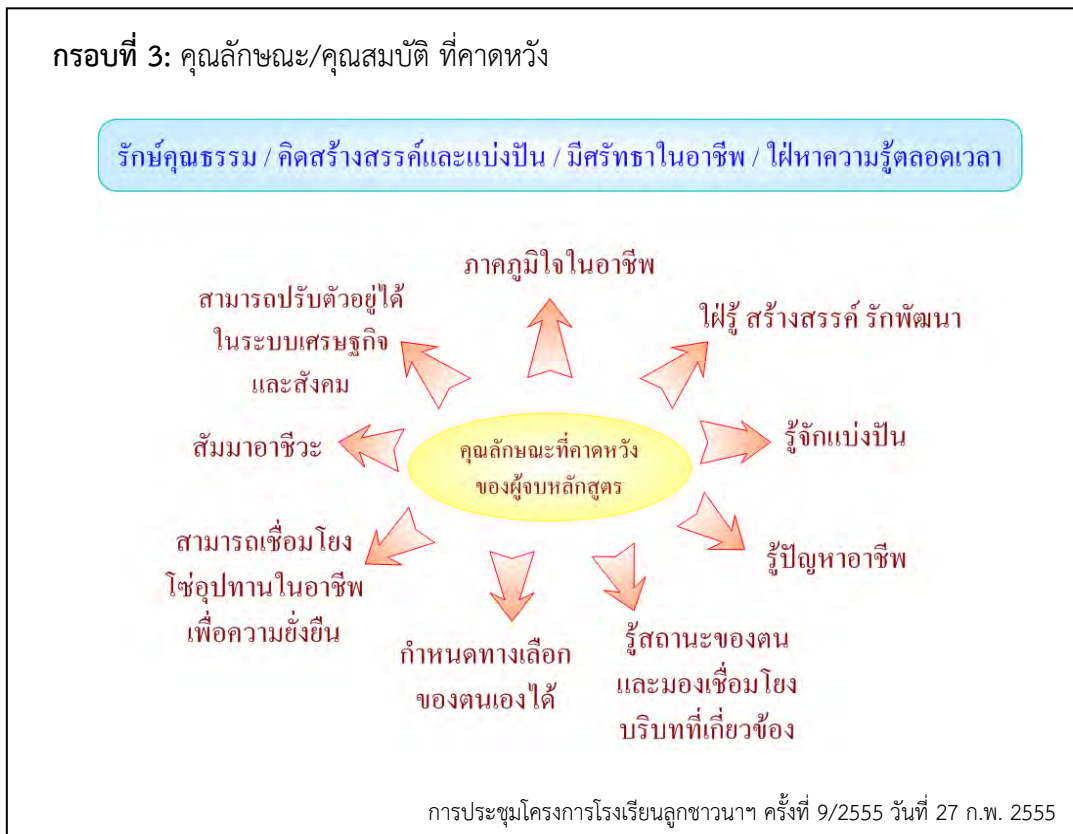 กรอบที่ 3: คุณลักษณะ/คุณสมบัติ ที่คาดหวัง
รักษ์คุณธรรม / คิดสร้างสรรค์และแบ่งปัน / มีศรัทธาในอาชีพ / ใฝ่หาความรู้ตลอดเวลา
ภาคภูมิใจในอาชีพ
ใฝ่รู้ สร้างสรรค์ รักพัฒนา
รู้จักแบ่งปัน
รู้ปัญหาอาชีพ
รู้สถานะของตน
และมองเชื่อมโยง
บริบทที่เกี่ยวข้อง
กำหนดทางเลือก
ของตนเองได้
สามารถเชื่อมโยง
โซ่อุปทานในอาชีพ
เพื่อความยั่งยืน
สัมมาอาชีวะ
สามารถปรับตัวอยู่ได้
ในระบบเศรษฐกิจ
และสังคม
คุณลักษณะที่คาดหวัง
ของผู้จบหลักสูตร
การประชุมโครงการโรงเรียนลูกชาวนาฯ ครั้งที่ 9/2555 วันที่ 27 ก.พ. 2555